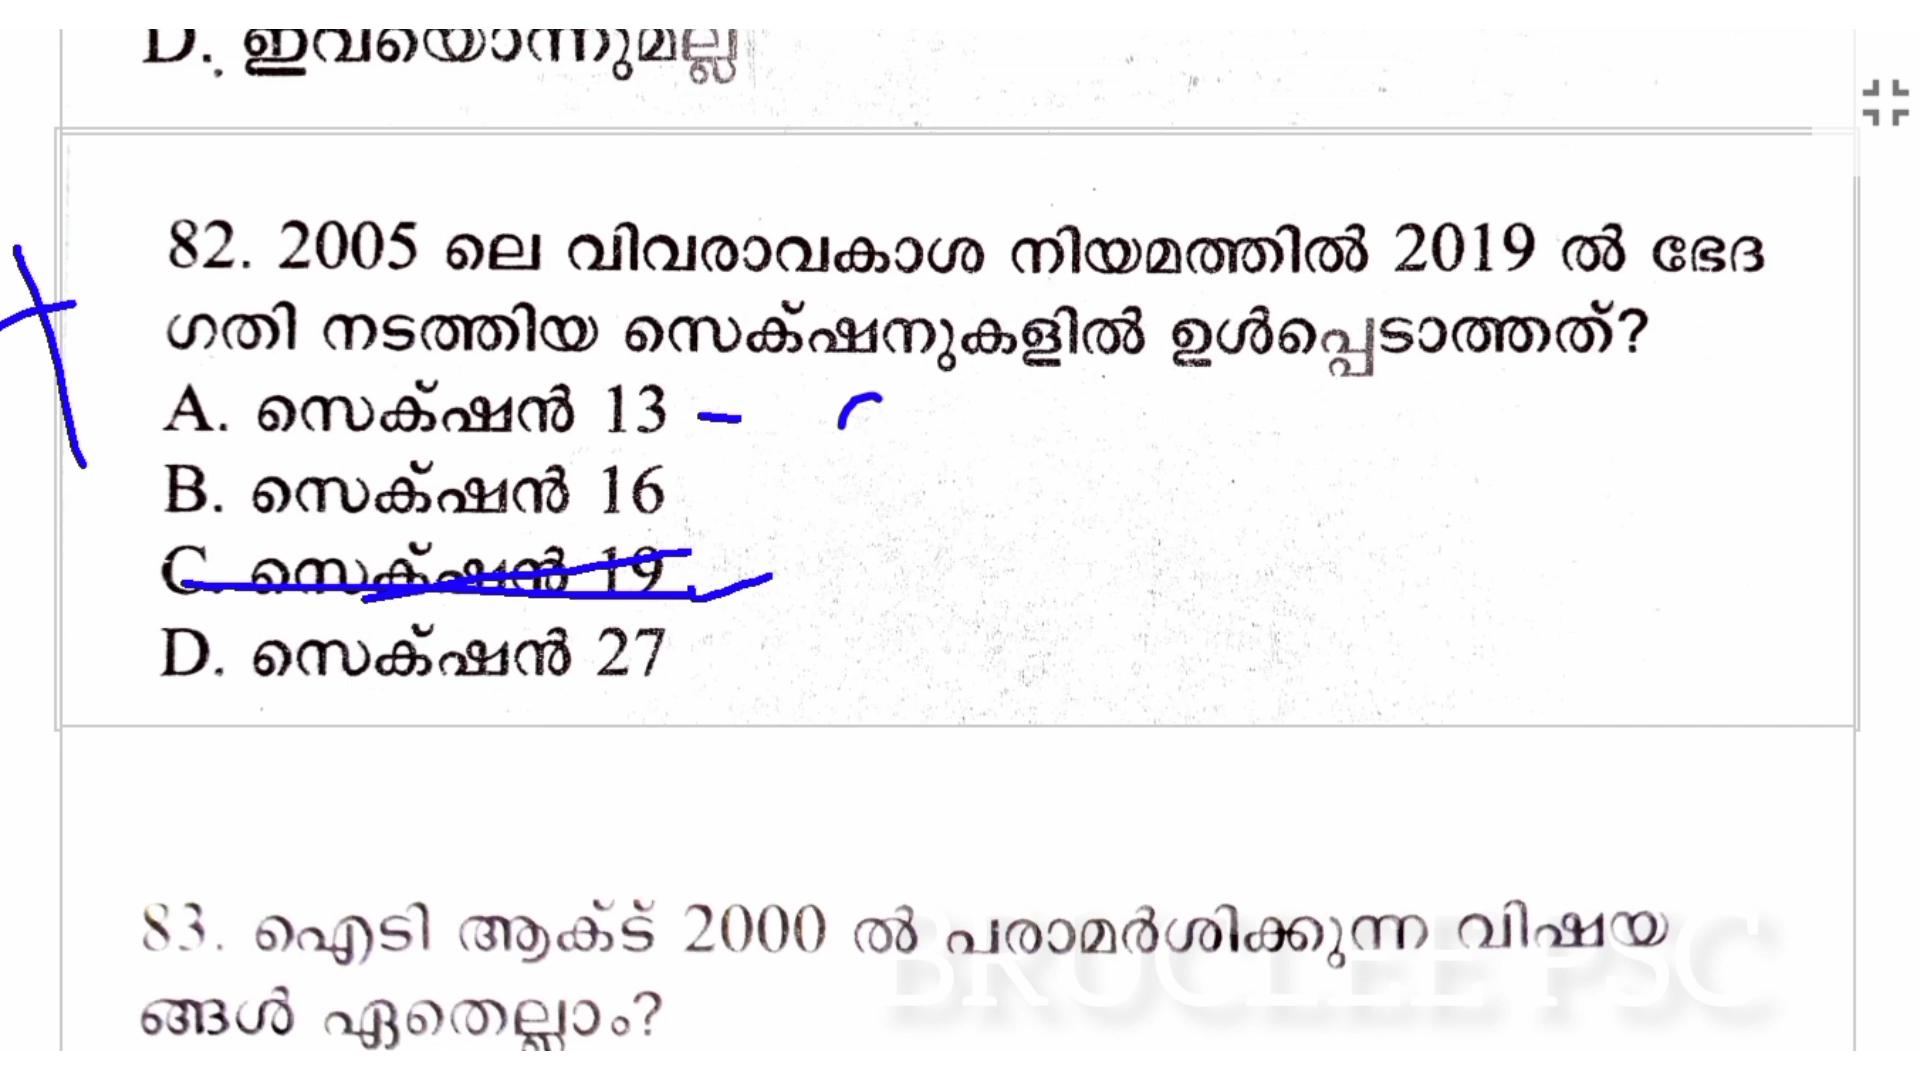 D. ഇവയൊന്നുമല്ല
82. 2005 ലെ വിവരാവകാശ നിയമത്തിൽ 2019 ൽ ഭേദ
ഗതി നടത്തിയ സെക്ഷനുകളിൽ ഉൾപ്പെടാത്തത്?
A. സെക്ഷൻ 13 -
B. സെക്ഷൻ 16
C. സെക്ഷൻ 19
D. സെക്ഷൻ 27
83. ഐടി ആക്ട് 2000 ൽ പരാമർശിക്കുന്ന വിഷയ
ങ്ങൾ ഏതെല്ലാം?
BRUCLEE PSC